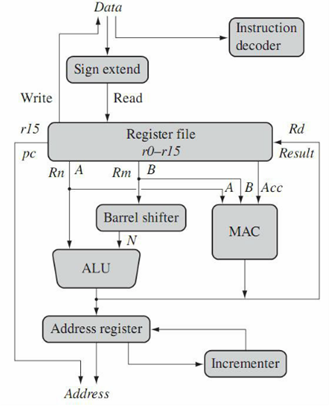 Data
Instruction
decoder
Sign extend
Write
Read
r15
Register file
Rd
pc
r0–r15
Result
Rn
A
Rm
B
A
B
Acc
Barrel shifter
MAC
N
ALU
Address register
Incrementer
Address